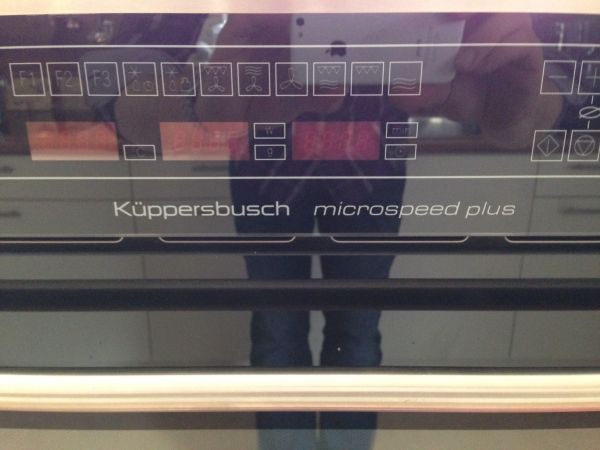 F1 F2 F3
W
°C g min
Küppersbusch microspeed plus